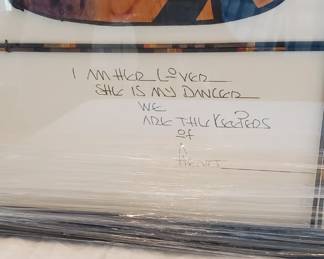 I AM HER LOVER
SHE IS MY DANCER
WE
ARE THE KEEPERS
of
A